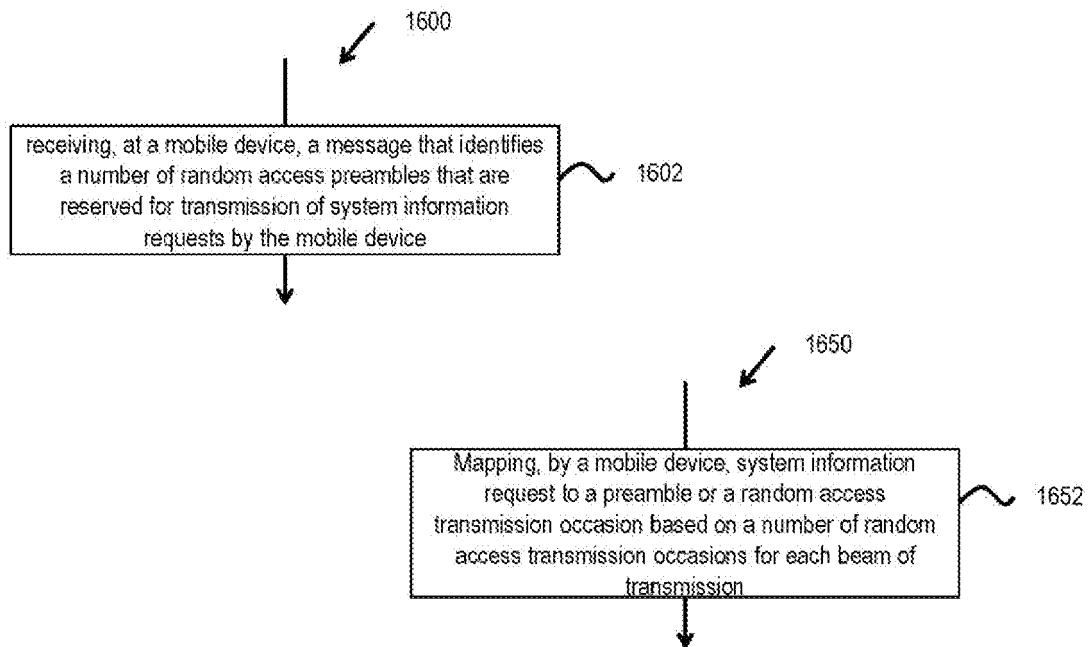 1600
receiving, at a mobile device, a message that identifies
a number of random access preambles that are
reserved for transmission of system information
requests by the mobile device
1602
1650
Mapping, by a mobile device, system information
request to a preamble or a random access
transmission occasion based on a number of random
access transmission occasions for each beam of
transmission
1652